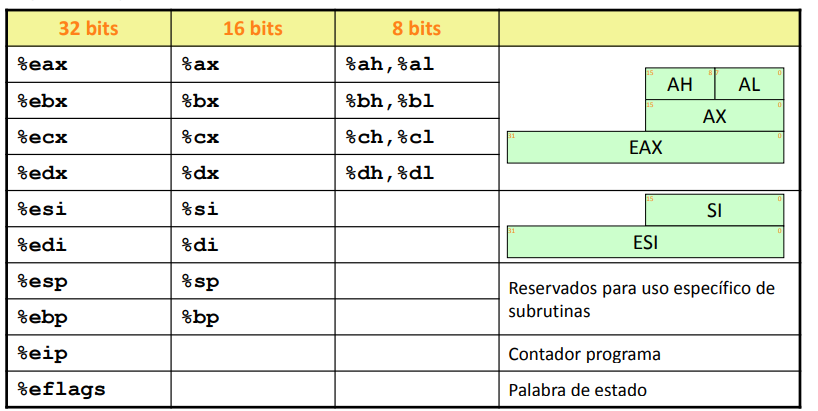 32 bits 16 bits 8 bits
%eax %ax %ah,%al
%ebx %bx %bh,%bl
%ecx %cx %ch,%cl
%edx %dx %dh,%dl
15 8 7 0
AH AL
15 0
AX
31 0
EAX
%esi %si
%edi %di
15 0
SI
31 0
ESI
%esp %sp
%ebp %bp
Reservados para uso específico de
subrutinas
%eip Contador programa
%eflags Palabra de estado